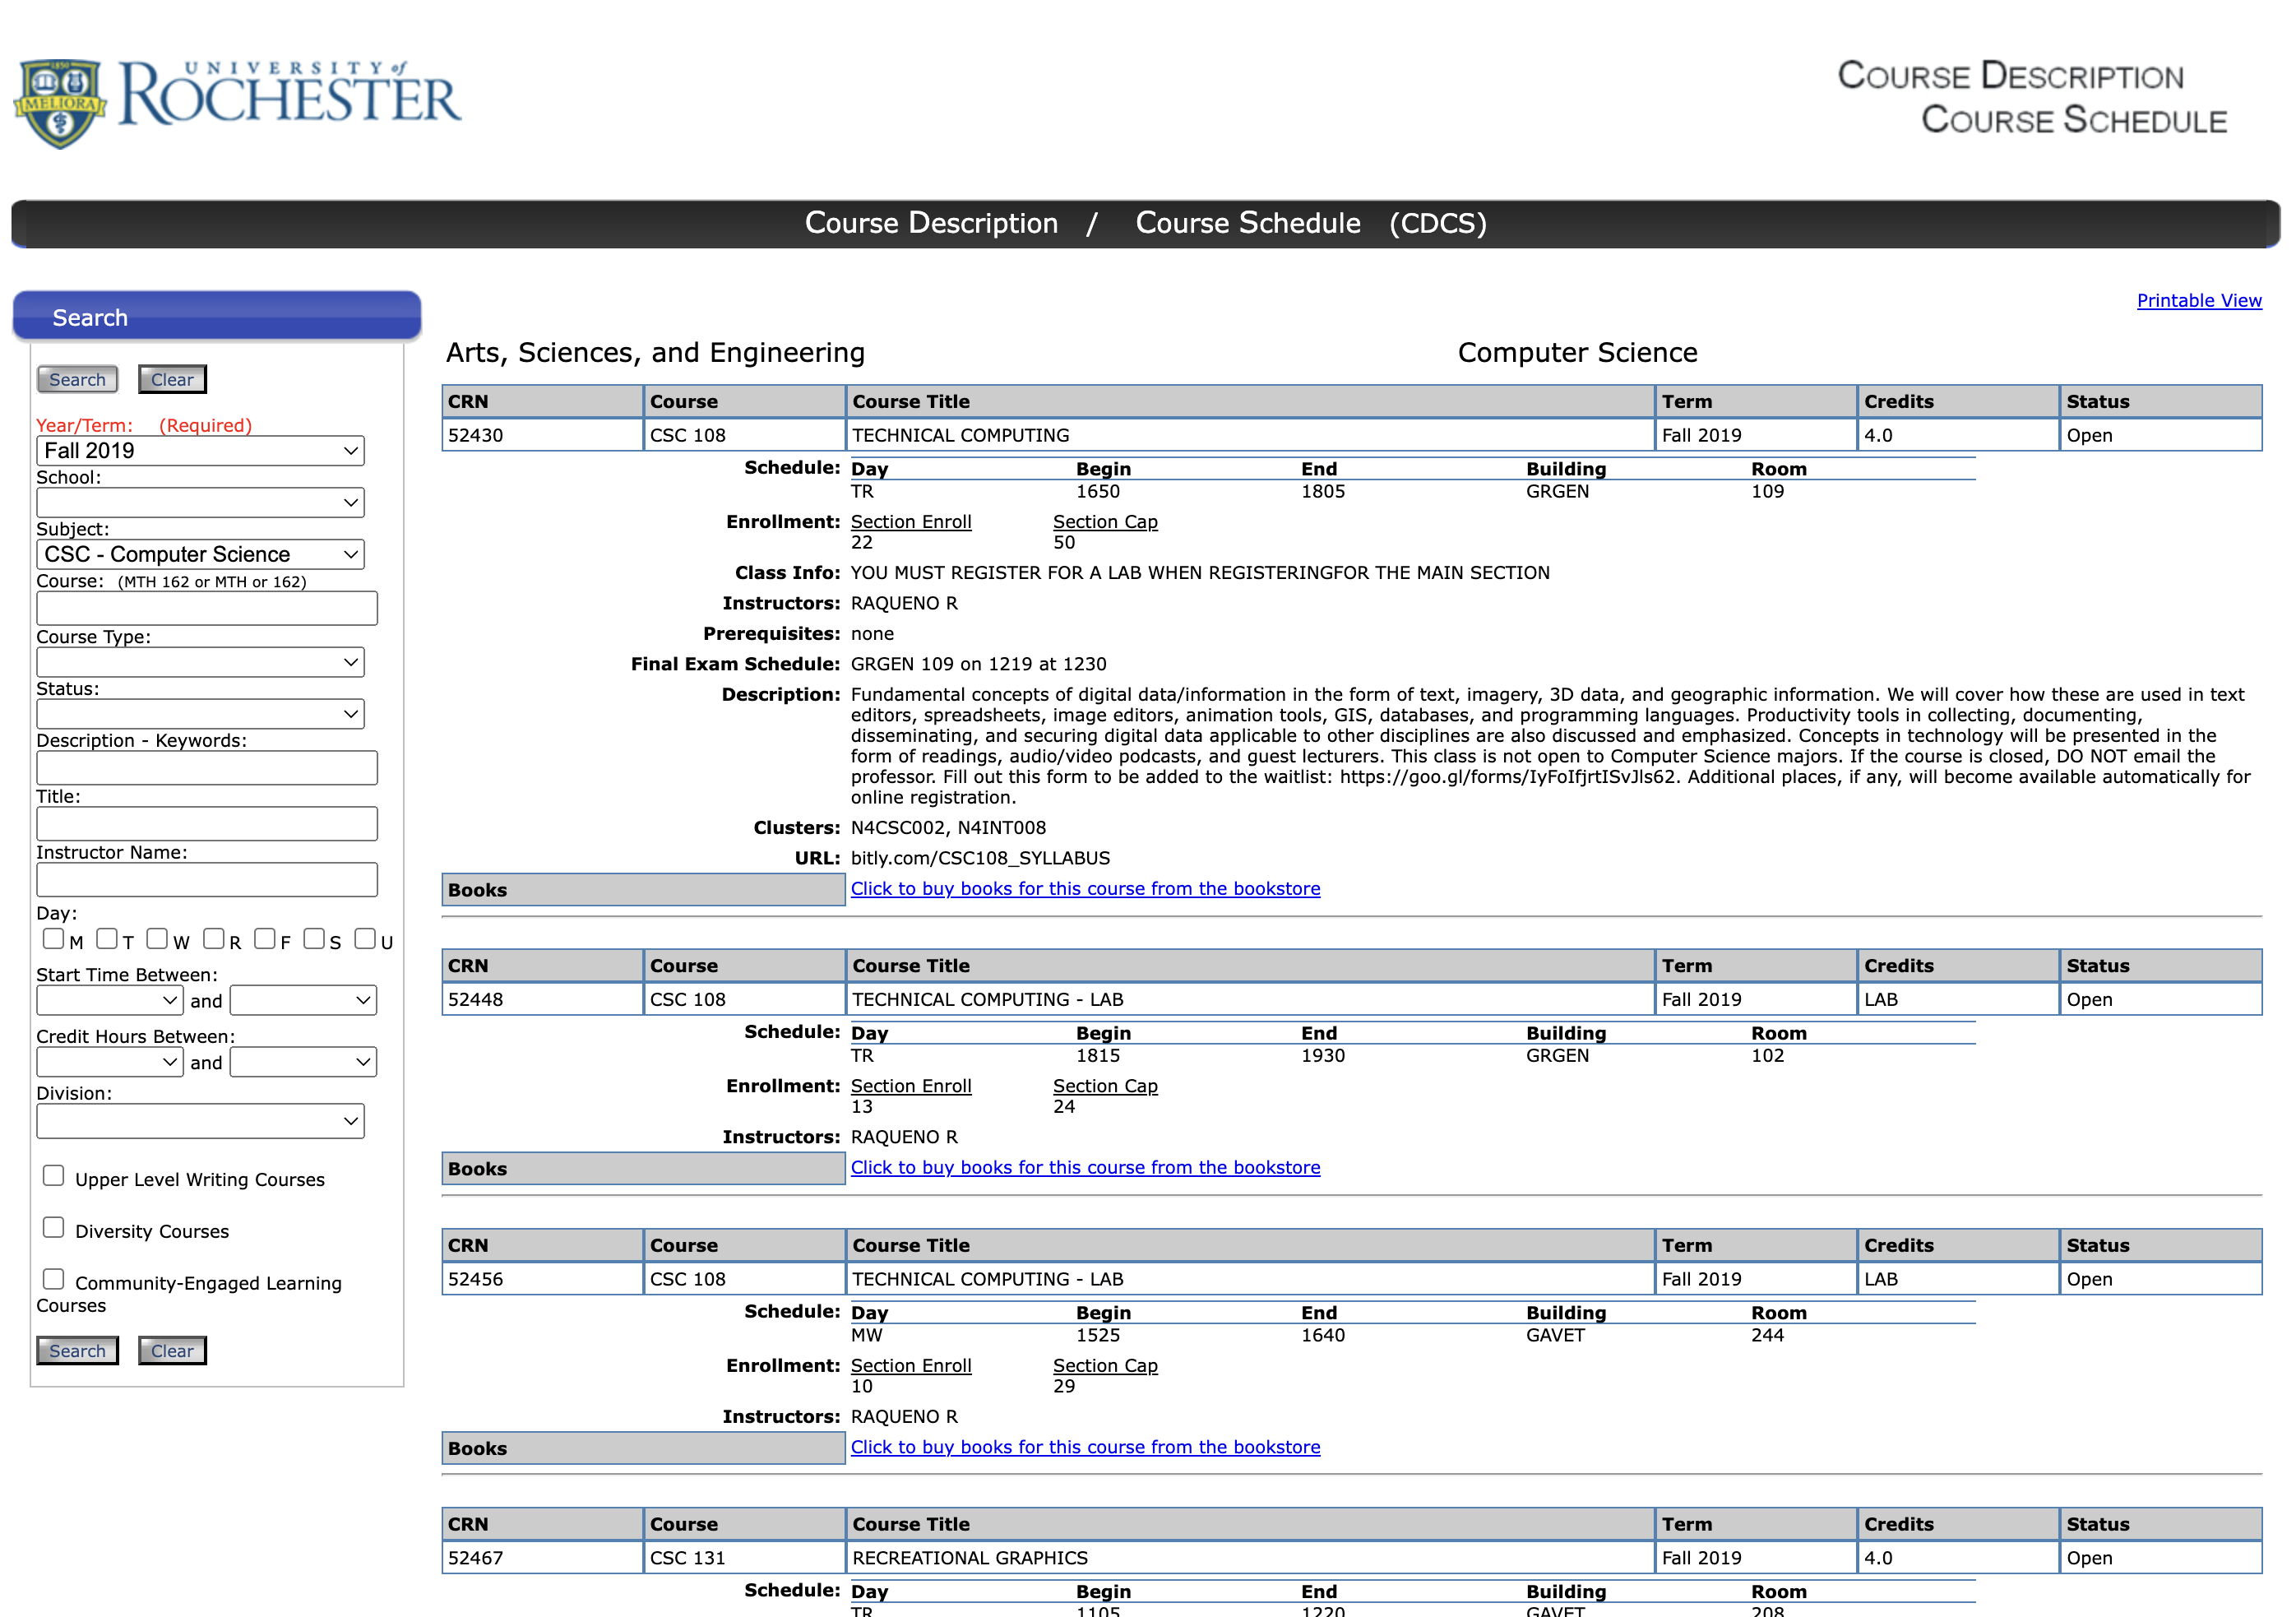 UNIVERSITY of
ROCHESTER
1850
MELIORA
COURSE DESCRIPTION
COURSE SCHEDULE
Course Description / Course Schedule (CDCS)
Search
Search Clear
Year/Term: (Required)
Fall 2019
School:
Subject:
CSC - Computer Science
Course: (MTH 162 or MTH or 162)
Course Type:
Status:
Description - Keywords:
Title:
Instructor Name:
Day:
M T W R F S U
Start Time Between:
and
Credit Hours Between:
and
Division:
Upper Level Writing Courses
Diversity Courses
Community-Engaged Learning
Courses
Search Clear
Printable View
Arts, Sciences, and Engineering Computer Science
CRN Course Course Title Term Credits Status
52430 CSC 108 TECHNICAL COMPUTING Fall 2019 4.0 Open
Schedule: Day Begin End Building Room
TR 1650 1805 GRGEN 109
Enrollment: Section Enroll Section Cap
22 50
Class Info: YOU MUST REGISTER FOR A LAB WHEN REGISTERINGFOR THE MAIN SECTION
Instructors: RAQUENO R
Prerequisites: none
Final Exam Schedule: GRGEN 109 on 1219 at 1230
Description: Fundamental concepts of digital data/information in the form of text, imagery, 3D data, and geographic information. We will cover how these are used in text
editors, spreadsheets, image editors, animation tools, GIS, databases, and programming languages. Productivity tools in collecting, documenting,
disseminating, and securing digital data applicable to other disciplines are also discussed and emphasized. Concepts in technology will be presented in the
form of readings, audio/video podcasts, and guest lecturers. This class is not open to Computer Science majors. If the course is closed, DO NOT email the
professor. Fill out this form to be added to the waitlist: https://goo.gl/forms/IyFoIfjrtISvJls62. Additional places, if any, will become available automatically for
online registration.
Clusters: N4CSC002, N4INT008
URL: bitly.com/CSC108_SYLLABUS
Books Click to buy books for this course from the bookstore
CRN Course Course Title Term Credits Status
52448 CSC 108 TECHNICAL COMPUTING - LAB Fall 2019 LAB Open
Schedule: Day Begin End Building Room
TR 1815 1930 GRGEN 102
Enrollment: Section Enroll Section Cap
13 24
Instructors: RAQUENO R
Books Click to buy books for this course from the bookstore
CRN Course Course Title Term Credits Status
52456 CSC 108 TECHNICAL COMPUTING - LAB Fall 2019 LAB Open
Schedule: Day Begin End Building Room
MW 1525 1640 GAVET 244
Enrollment: Section Enroll Section Cap
10 29
Instructors: RAQUENO R
Books Click to buy books for this course from the bookstore
CRN Course Course Title Term Credits Status
52467 CSC 131 RECREATIONAL GRAPHICS Fall 2019 4.0 Open
Schedule: Day Begin End Building Room
TR 1105 1220 GAVET 208